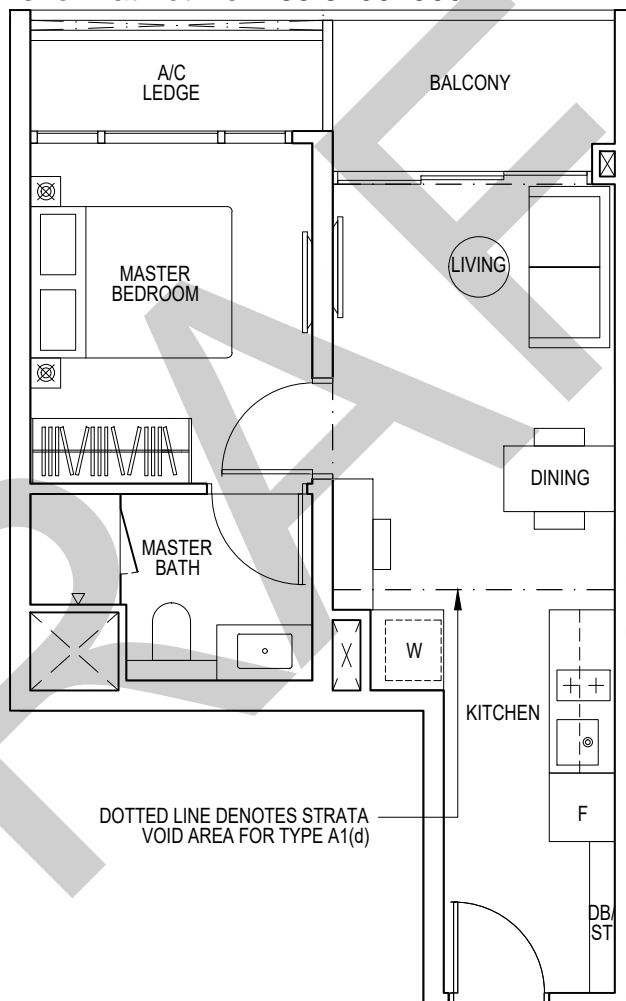 A/C
LEDGE
BALCONY
MASTER
BEDROOM
LIVING
DINING
MASTER
BATH
W
KITCHEN
DOTTED LINE DENOTES STRATA
VOID AREA FOR TYPE A1(d)
F
DB/
ST